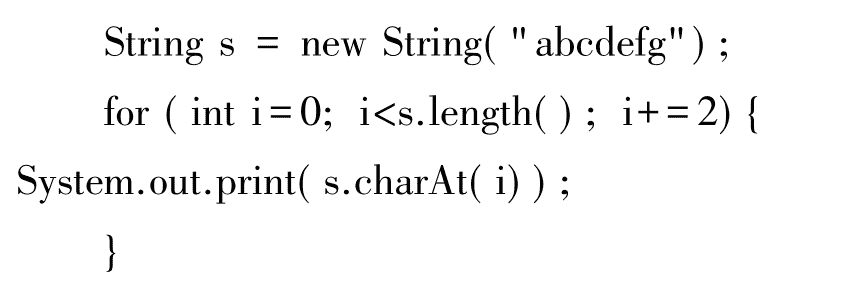 String s = new String( "abcdefg") ;
for ( int i=0; i<s.length( ) ; i+=2) {
System.out.print( s.charAt( i) ) ;
}